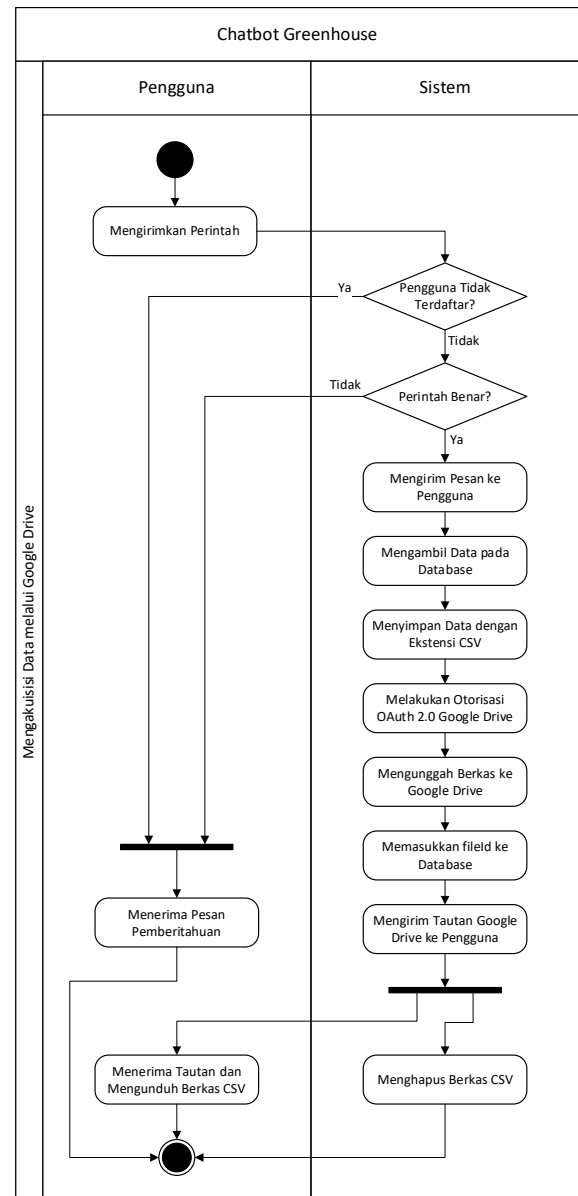 Chatbot Greenhouse
Pengguna
Sistem
Mengakuisisi Data melalui Google Drive
Mengirimkan Perintah
Pengguna Tidak
Terdaftar?
Ya
Tidak
Perintah Benar?
Tidak
Ya
Mengirim Pesan ke
Pengguna
Mengambil Data pada
Database
Menyimpan Data dengan
Ekstensi CSV
Melakukan Otorisasi
OAuth 2.0 Google Drive
Mengunggah Berkas ke
Google Drive
Memasukkan fileId ke
Database
Menerima Pesan
Pemberitahuan
Mengirim Tautan Google
Drive ke Pengguna
Menerima Tautan dan
Mengunduh Berkas CSV
Menghapus Berkas CSV